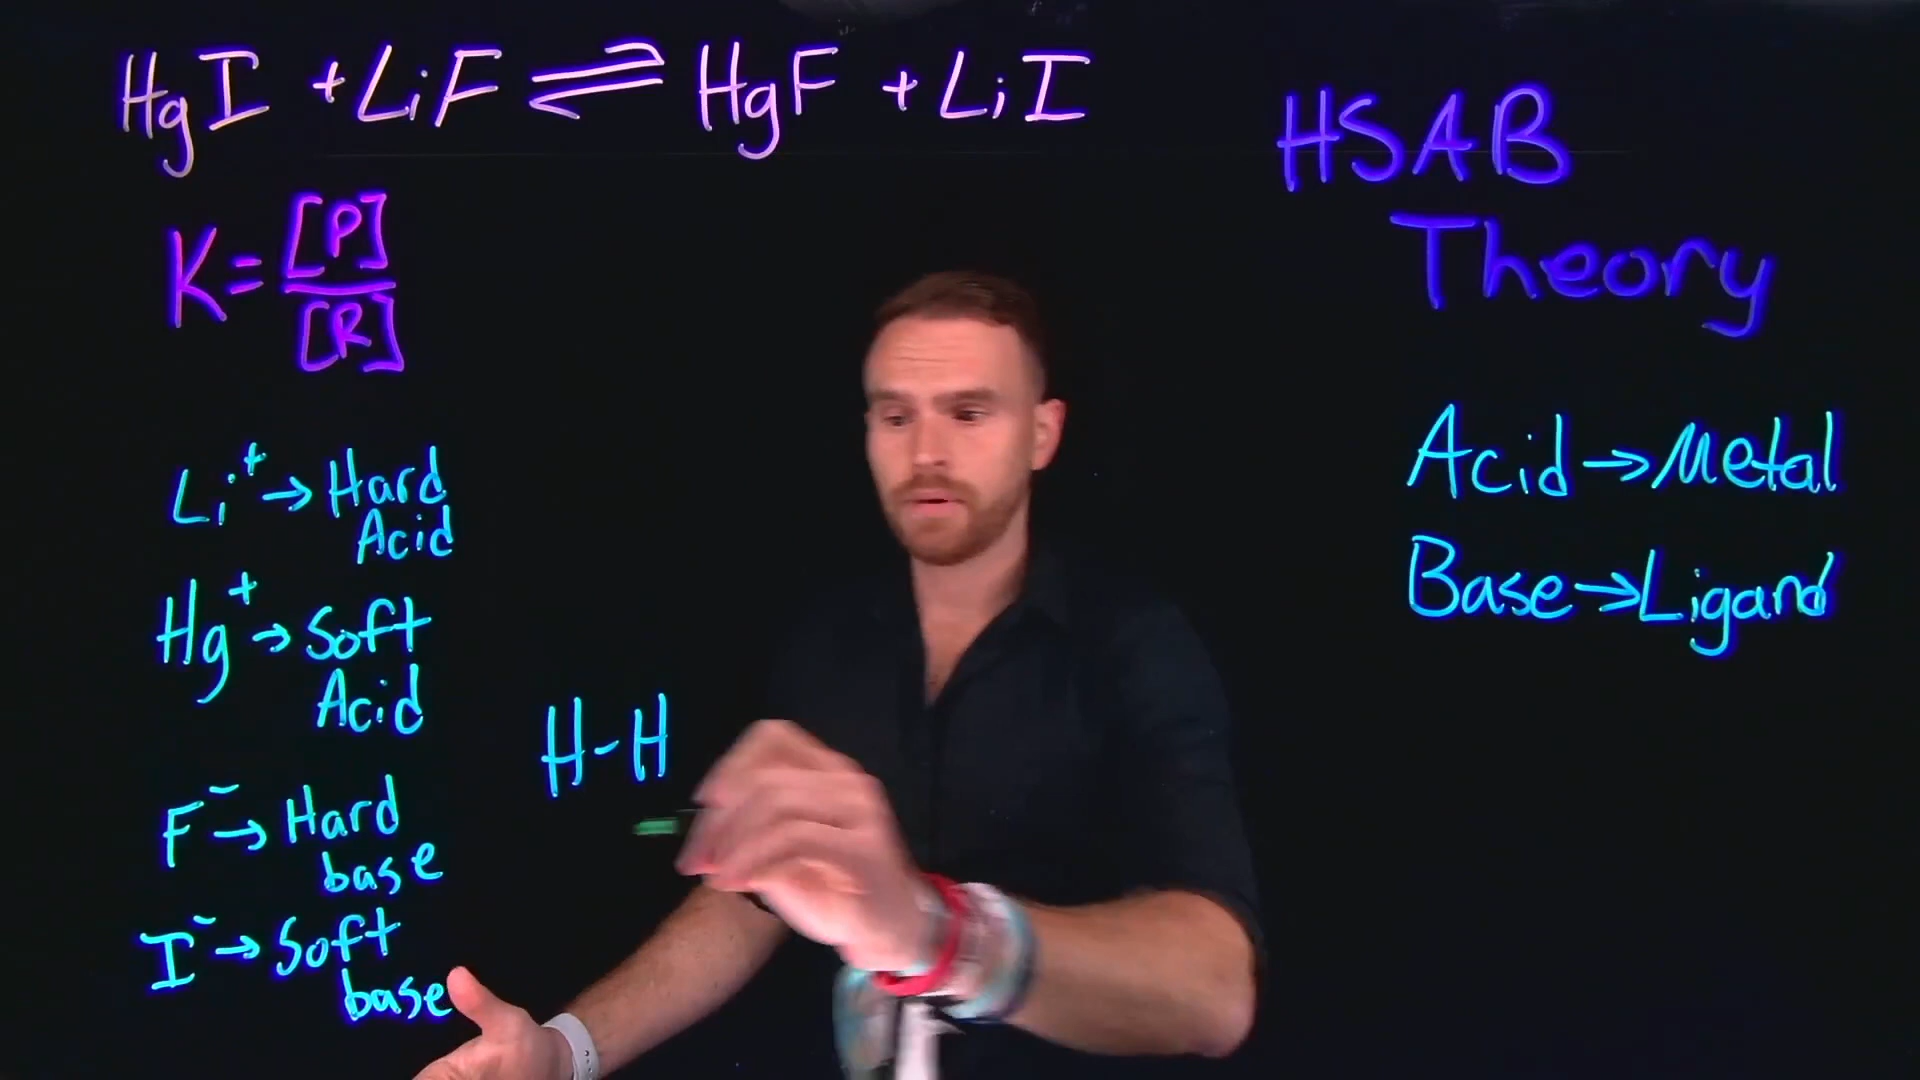 HgI + LiF ⇌ HgF + LiI
HSAB
Theory
K = [P]
[R]
Li⁺ → Hard
Acid
Hg⁺ → Soft
Acid
F⁻ → Hard
base
I⁻ → Soft
base
H-H
Acid → Metal
Base → Ligand